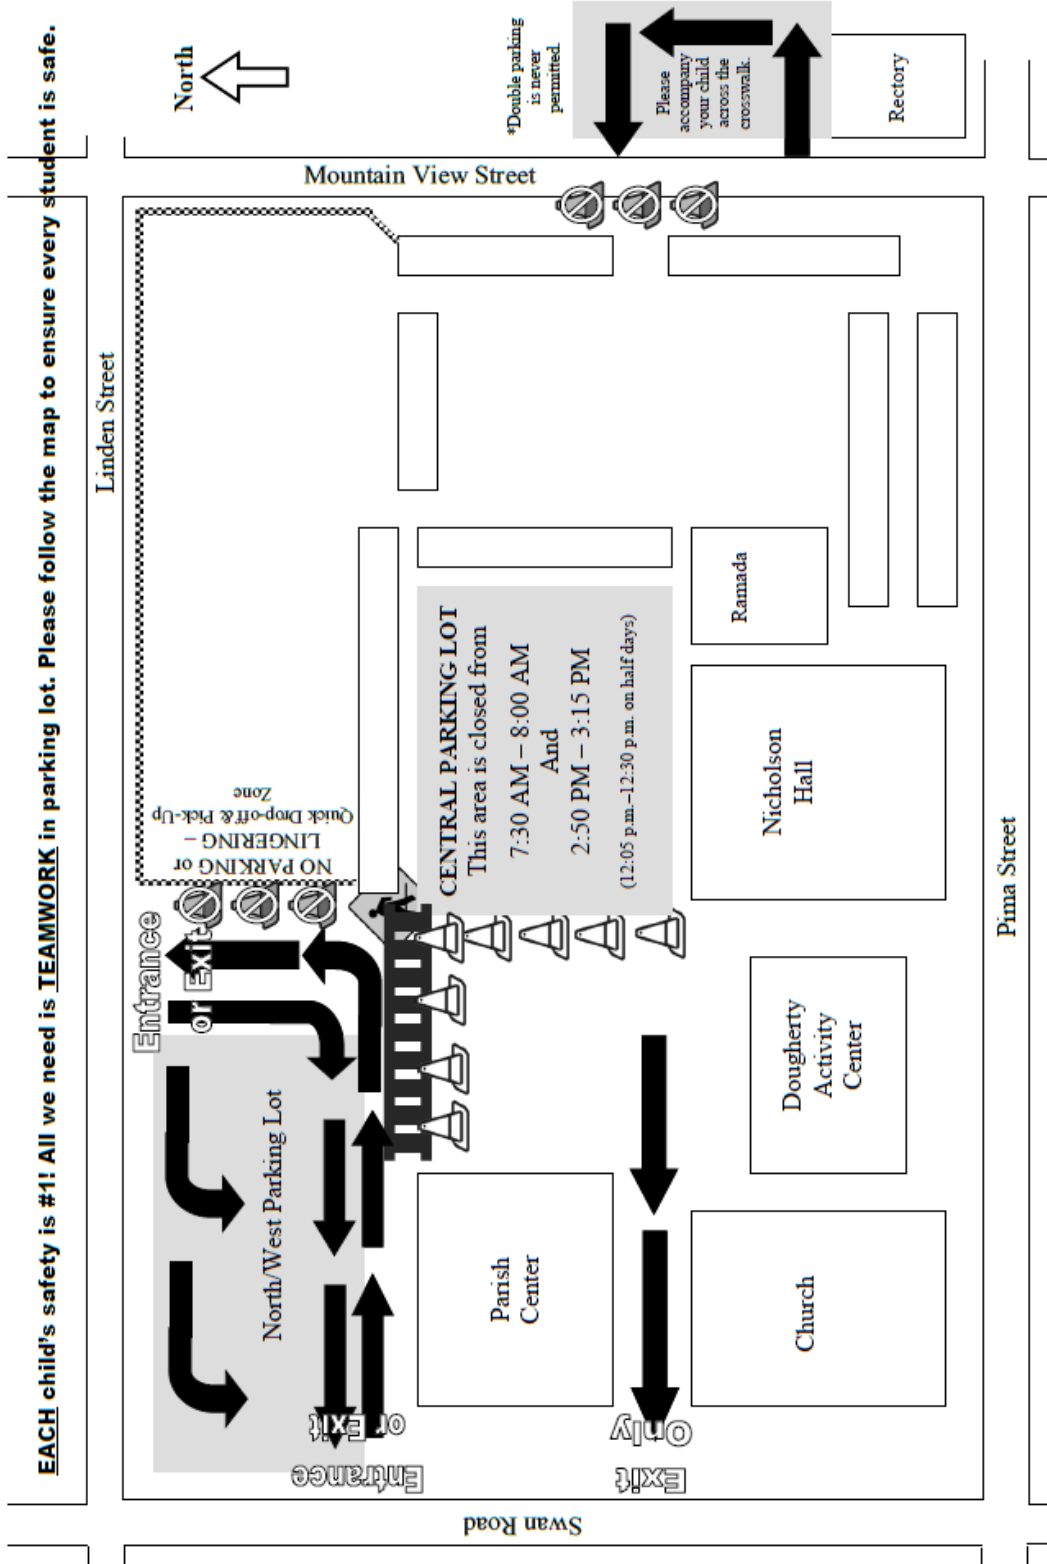 EACH child's safety is #1! All we need is TEAMWORK in parking lot. Please follow the map to ensure every student is safe.
Linden Street
North
Entrance
or Exit
NO PARKING or
LINGERING –
Quick Drop-off & Pick-Up
Zone
North/West Parking Lot
Mountain View Street
*Double parking
is never
permitted.
Please
accompany
your child
across the
crosswalk.
Rectory
CENTRAL PARKING LOT
This area is closed from
7:30 AM – 8:00 AM
And
2:50 PM – 3:15 PM
(12:05 p.m.–12:30 p.m. on half days)
Ramada
Nicholson
Hall
Dougherty
Activity
Center
Parish
Center
Church
Entrance
or Exit
Exit
Only
Swan Road
Pima Street